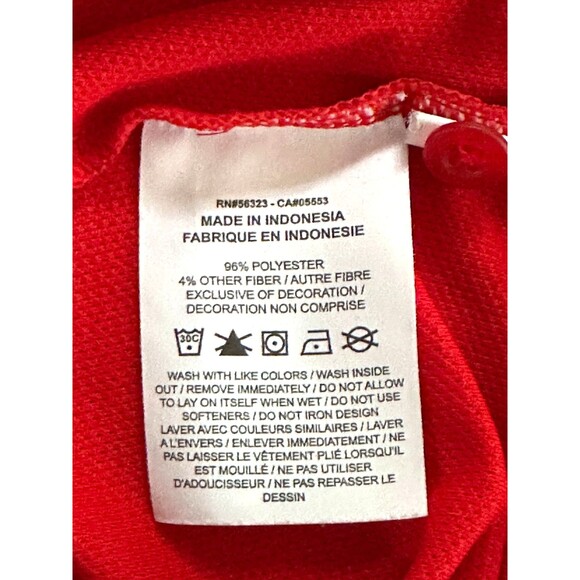 RN#56323 - CA#05553
MADE IN INDONESIA
FABRIQUE EN INDONESIE
96% POLYESTER
4% OTHER FIBER / AUTRE FIBRE
EXCLUSIVE OF DECORATION /
DECORATION NON COMPRISE
30C
WASH WITH LIKE COLORS / WASH INSIDE
OUT / REMOVE IMMEDIATELY / DO NOT ALLOW
TO LAY ON ITSELF WHEN WET / DO NOT USE
SOFTENERS / DO NOT IRON DESIGN
LAVER AVEC COULEURS SIMILAIRES / LAVER
A L'ENVERS / ENLEVER IMMEDIATEMENT / NE
PAS LAISSER LE VÊTEMENT PLIÉ LORSQU'IL
EST MOUILLÉ / NE PAS UTILISER
D'ADOUCISSEUR / NE PAS REPASSER LE
DESSIN